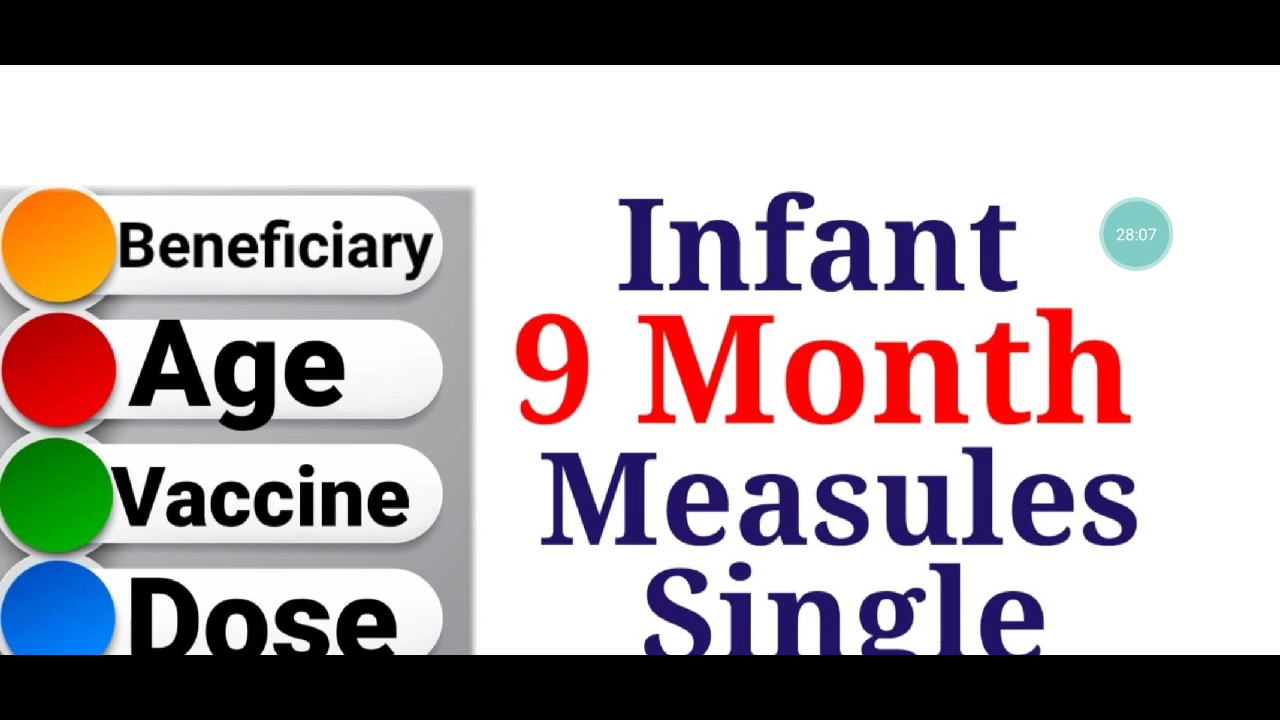 Beneficiary Infant
28:07
Age 9 Month
Vaccine Measules
Dose Single